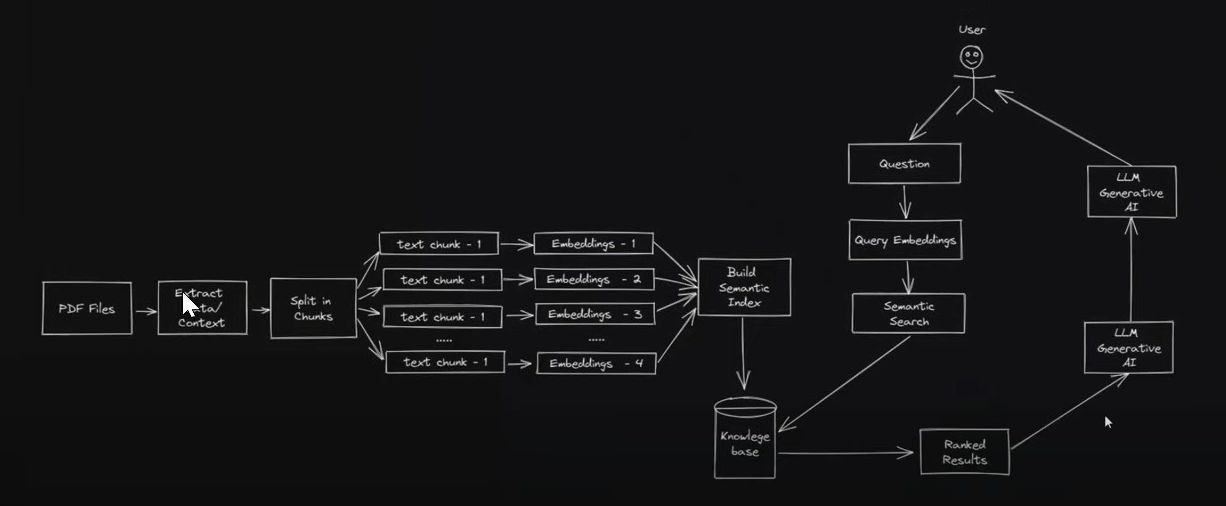 User
Question
Query Embeddings
Semantic
Search
LLM
Generative
AI
PDF Files
Extract
Context
Split in
Chunks
text chunk - 1
Embeddings - 1
text chunk - 1
Embeddings - 2
text chunk - 1
Embeddings - 3
.....
.....
text chunk - 1
Embeddings - 4
Build
Semantic
Index
Knowlege
base
Ranked
Results
LLM
Generative
AI